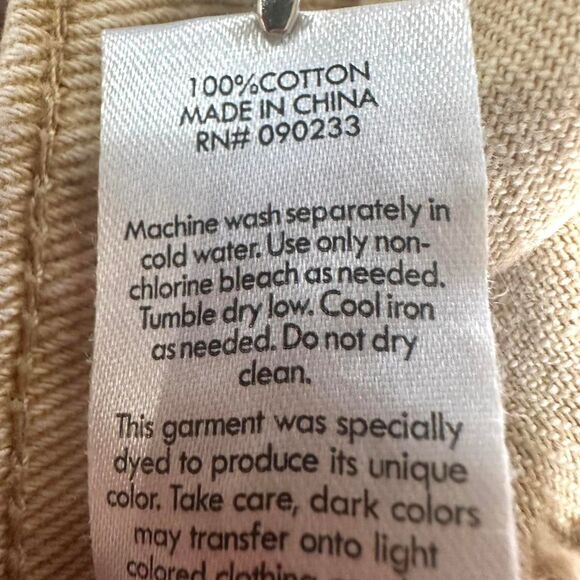 100%COTTON
MADE IN CHINA
RN# 090233
Machine wash separately in
cold water. Use only non-
chlorine bleach as needed.
Tumble dry low. Cool iron
as needed. Do not dry
clean.
This garment was specially
dyed to produce its unique
color. Take care, dark colors
may transfer onto light
colored clothing